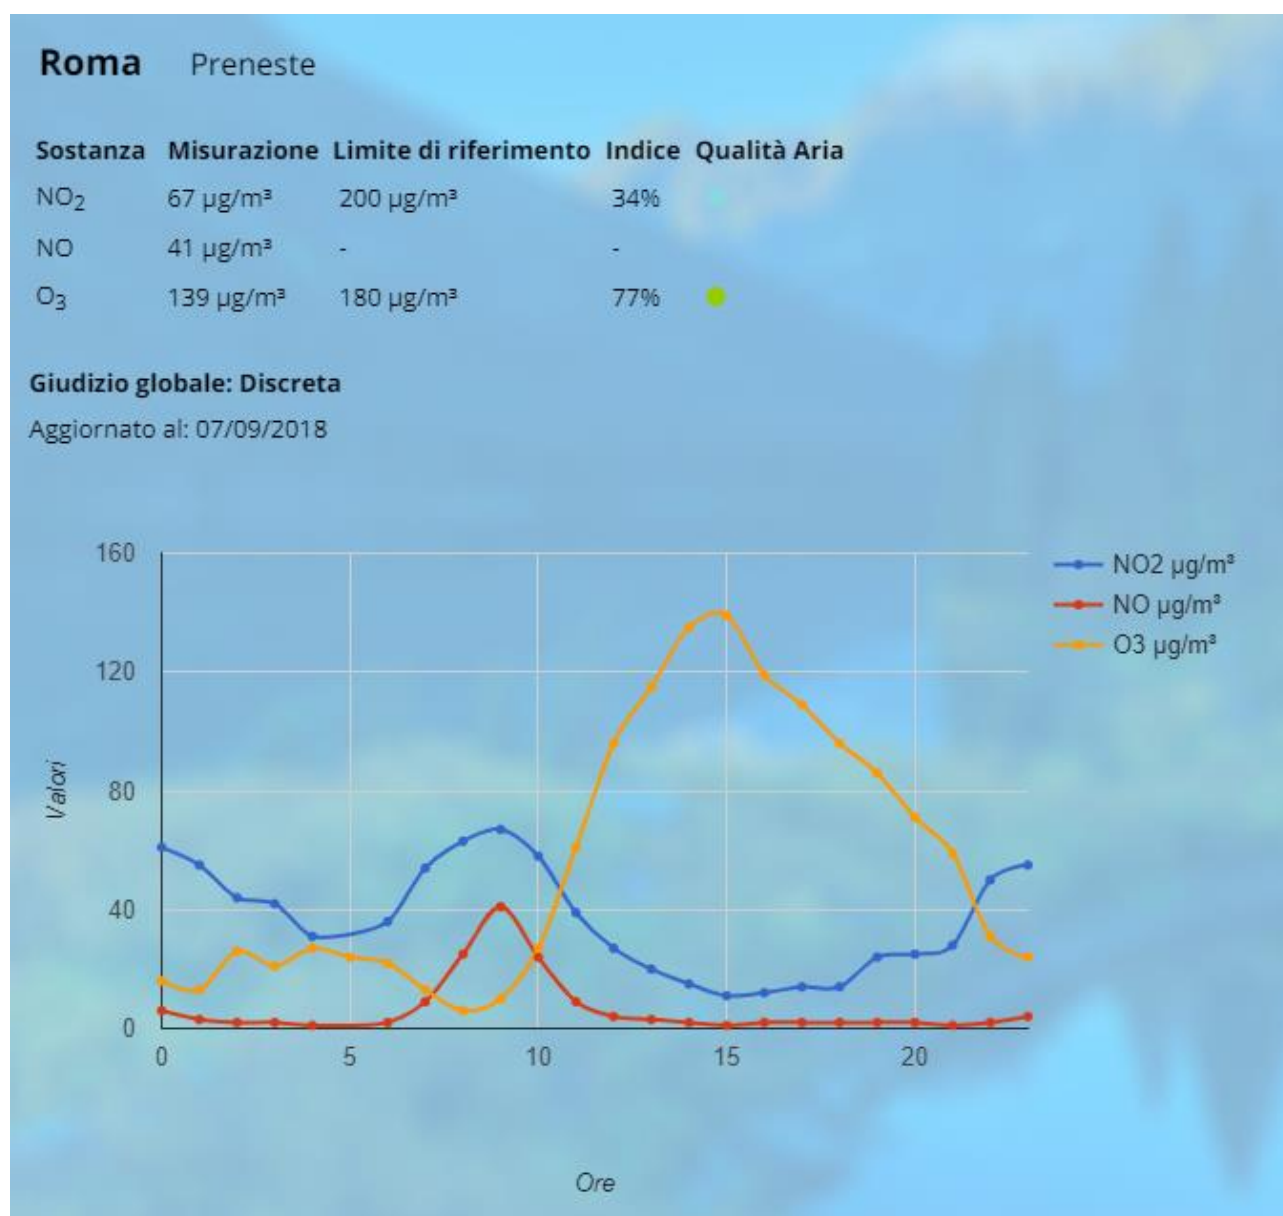 Roma Preneste
Sostanza Misurazione Limite di riferimento Indice Qualità Aria
NO₂ 67 µg/m³ 200 µg/m³ 34%
NO 41 µg/m³ - -
O₃ 139 µg/m³ 180 µg/m³ 77%
Giudizio globale: Discreta
Aggiornato al: 07/09/2018
160
120
80
40
0
Valori
0 5 10 15 20
Ore
NO2 µg/m³
NO µg/m³
O3 µg/m³